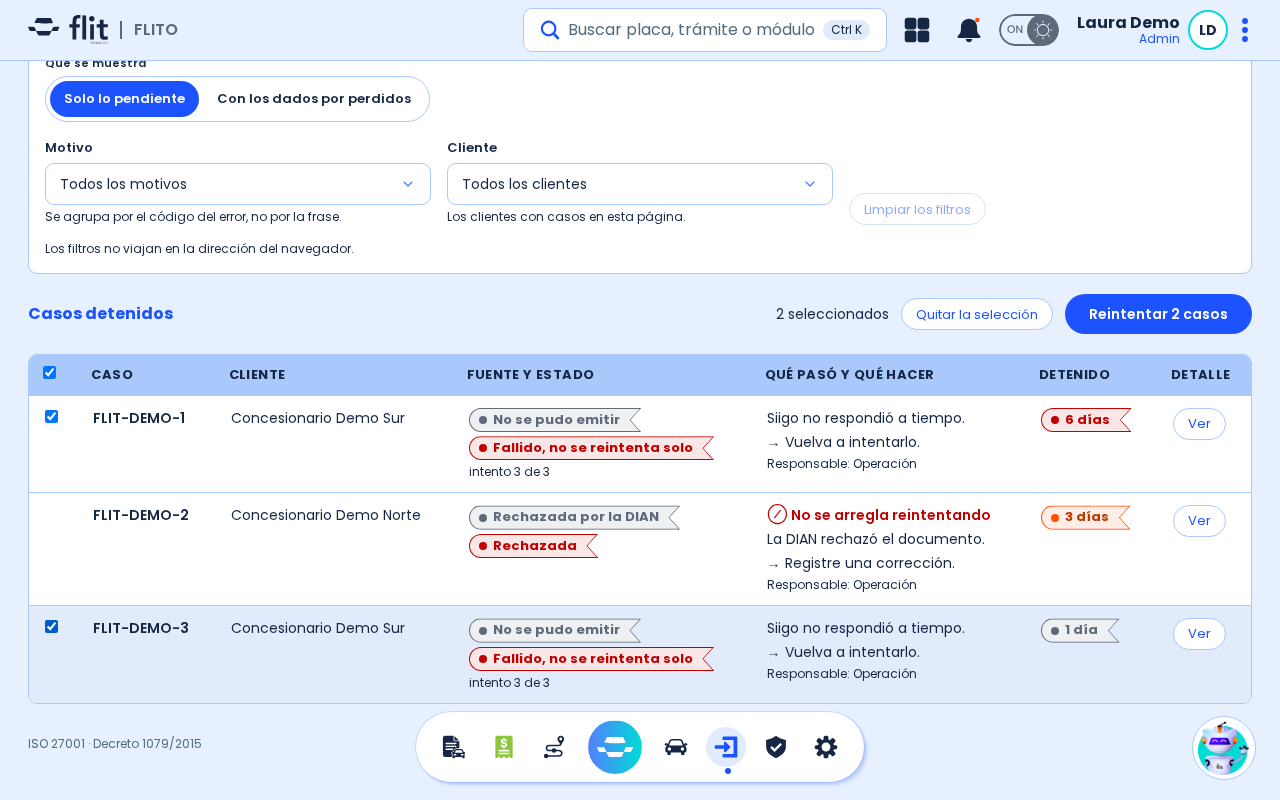 flit
FLITO
Buscar placa, trámite o módulo
Ctrl K
ON
Laura Demo
Admin
LD
Qué se muestra
Solo lo pendiente
Con los dados por perdidos
Motivo
Cliente
Todos los motivos
Todos los clientes
Limpiar los filtros
Se agrupa por el código del error, no por la frase.
Los clientes con casos en esta página.
Los filtros no viajan en la dirección del navegador.
Casos detenidos
2 seleccionados
Quitar la selección
Reintentar 2 casos
CASO
CLIENTE
FUENTE Y ESTADO
QUÉ PASÓ Y QUÉ HACER
DETENIDO
DETALLE
FLIT-DEMO-1
Concesionario Demo Sur
No se pudo emitir
Fallido, no se reintenta solo
intento 3 de 3
Siigo no respondió a tiempo.
→ Vuelva a intentarlo.
Responsable: Operación
6 días
Ver
FLIT-DEMO-2
Concesionario Demo Norte
Rechazada por la DIAN
Rechazada
No se arregla reintentando
La DIAN rechazó el documento.
→ Registre una corrección.
Responsable: Operación
3 días
Ver
FLIT-DEMO-3
Concesionario Demo Sur
No se pudo emitir
Fallido, no se reintenta solo
intento 3 de 3
Siigo no respondió a tiempo.
→ Vuelva a intentarlo.
Responsable: Operación
1 día
Ver
ISO 27001 · Decreto 1079/2015